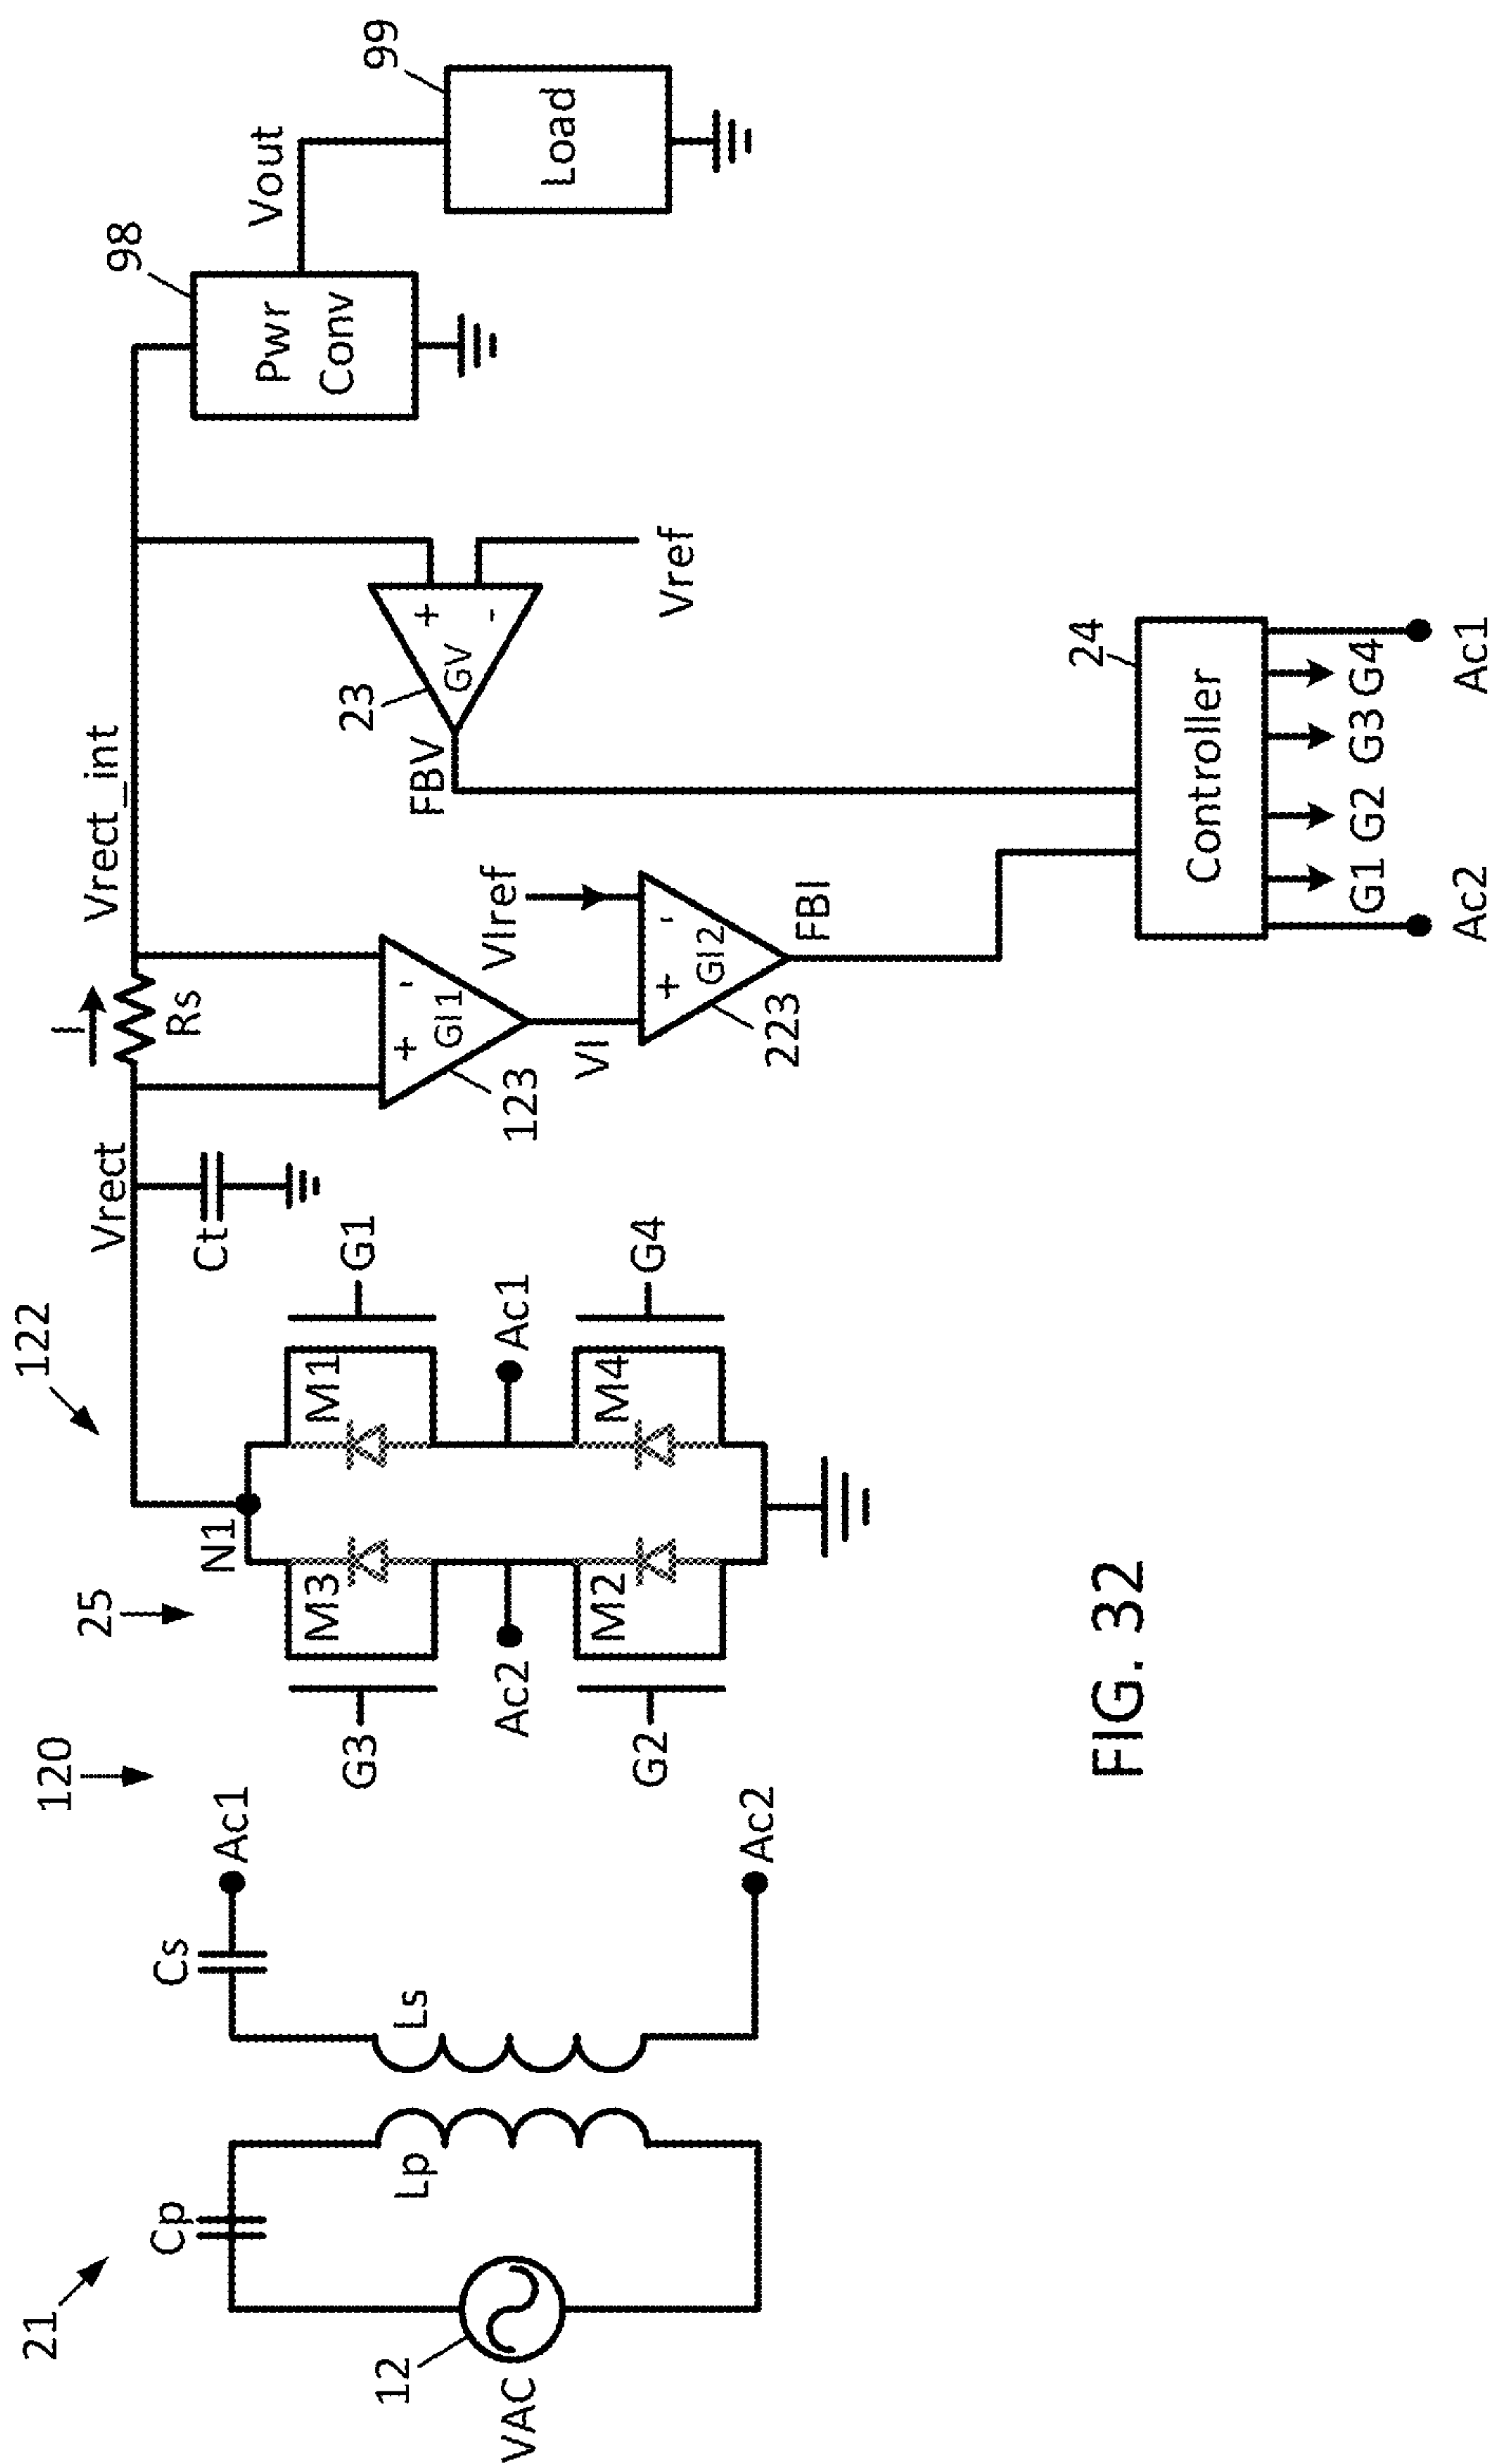 21
12
VAC
Cp
Lp
Ls
Cs
Ac1
Ac2
120
25
122
N1
G3
M3
M1
G1
Ac2
Ac1
G2
M2
M4
G4
Vrect
Ct
I
Rs
Vrect_int
+
-
GI1
123
VI
VIref
+
-
GI2
223
FBI
23
+
-
GV
FBV
Vref
98
Pwr
Conv
Vout
99
Load
24
Controller
Ac2
G1
G2
G3
G4
Ac1
FIG. 32